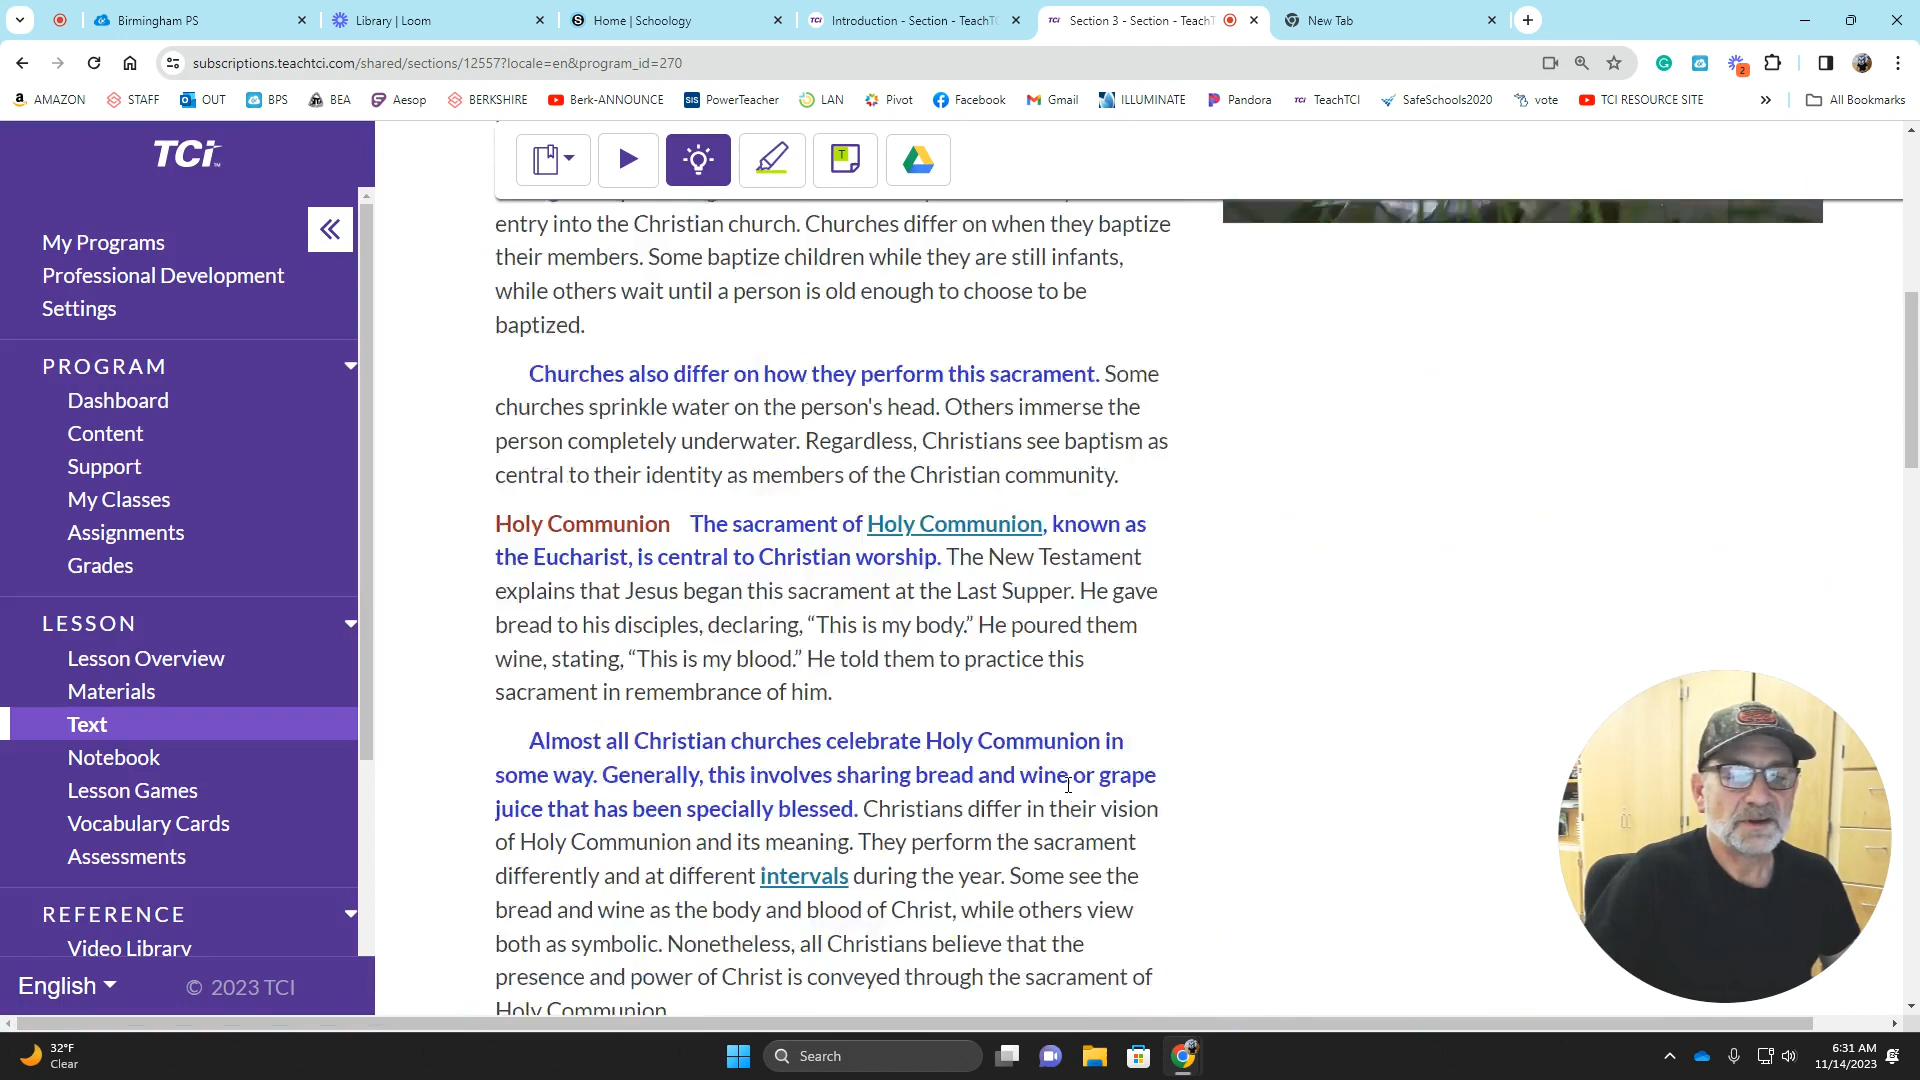 Birmingham PS
Library | Loom
Home | Schoology
TCi Introduction - Section - TeachTC
TCi Section 3 - Section - TeachT
New Tab
subscriptions.teachtci.com/shared/sections/12557?locale=en&program_id=270
2
AMAZON STAFF OUT BPS BEA Aesop BERKSHIRE Berk-ANNOUNCE SIS PowerTeacher LAN Pivot Facebook Gmail ILLUMINATE Pandora TCi TeachTCI SafeSchools2020 vote TCI RESOURCE SITE » All Bookmarks
TCi
My Programs
Professional Development
Settings
PROGRAM
Dashboard
Content
Support
My Classes
Assignments
Grades
LESSON
Lesson Overview
Materials
Text
Notebook
Lesson Games
Vocabulary Cards
Assessments
REFERENCE
Video Library
English © 2023 TCI
T
entry into the Christian church. Churches differ on when they baptize
their members. Some baptize children while they are still infants,
while others wait until a person is old enough to choose to be
baptized.
Churches also differ on how they perform this sacrament. Some
churches sprinkle water on the person's head. Others immerse the
person completely underwater. Regardless, Christians see baptism as
central to their identity as members of the Christian community.
Holy Communion The sacrament of Holy Communion, known as
the Eucharist, is central to Christian worship. The New Testament
explains that Jesus began this sacrament at the Last Supper. He gave
bread to his disciples, declaring, “This is my body.” He poured them
wine, stating, “This is my blood.” He told them to practice this
sacrament in remembrance of him.
Almost all Christian churches celebrate Holy Communion in
some way. Generally, this involves sharing bread and wine or grape
juice that has been specially blessed. Christians differ in their vision
of Holy Communion and its meaning. They perform the sacrament
differently and at different intervals during the year. Some see the
bread and wine as the body and blood of Christ, while others view
both as symbolic. Nonetheless, all Christians believe that the
presence and power of Christ is conveyed through the sacrament of
Holy Communion
32°F
Clear
Search
6:31 AM
11/14/2023